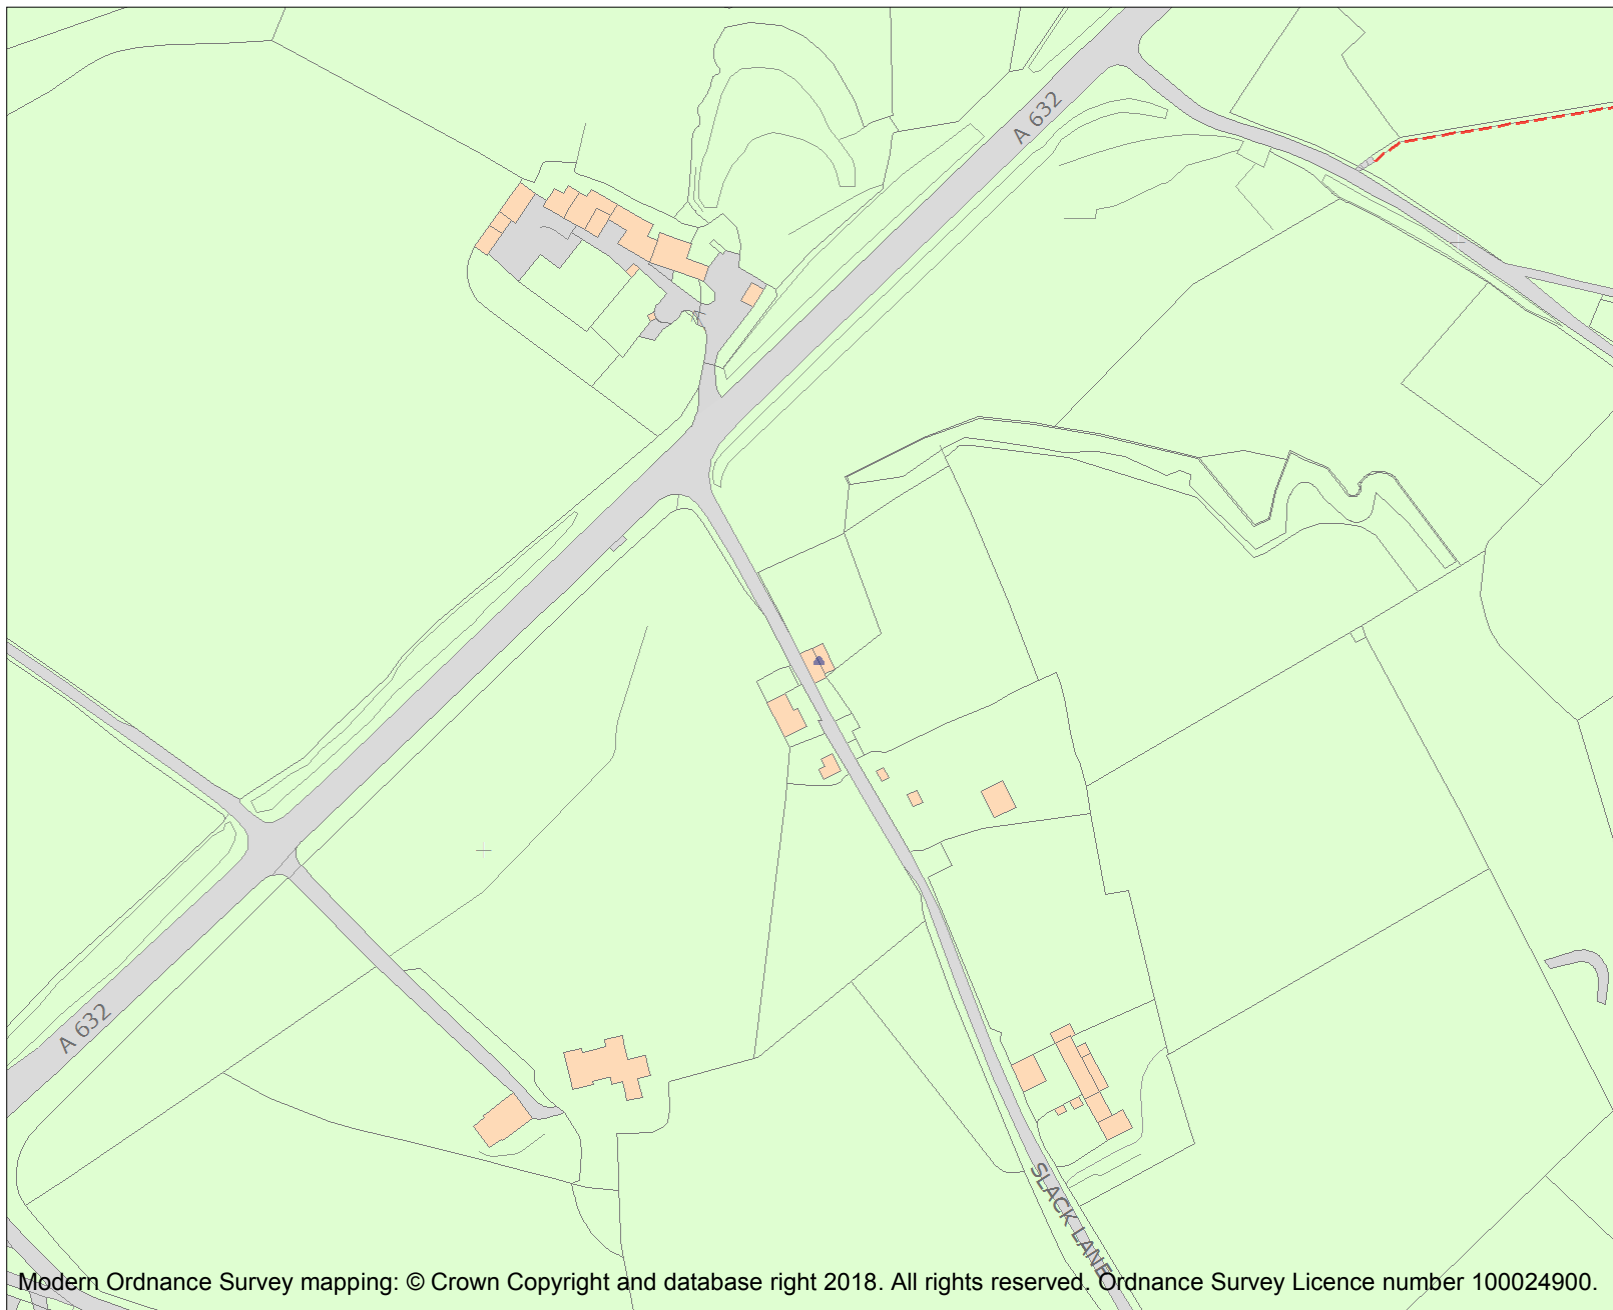 A 632
A 632
SLACK LANE
Modern Ordnance Survey mapping: © Crown Copyright and database right 2018. All rights reserved. Ordnance Survey Licence number 100024900.